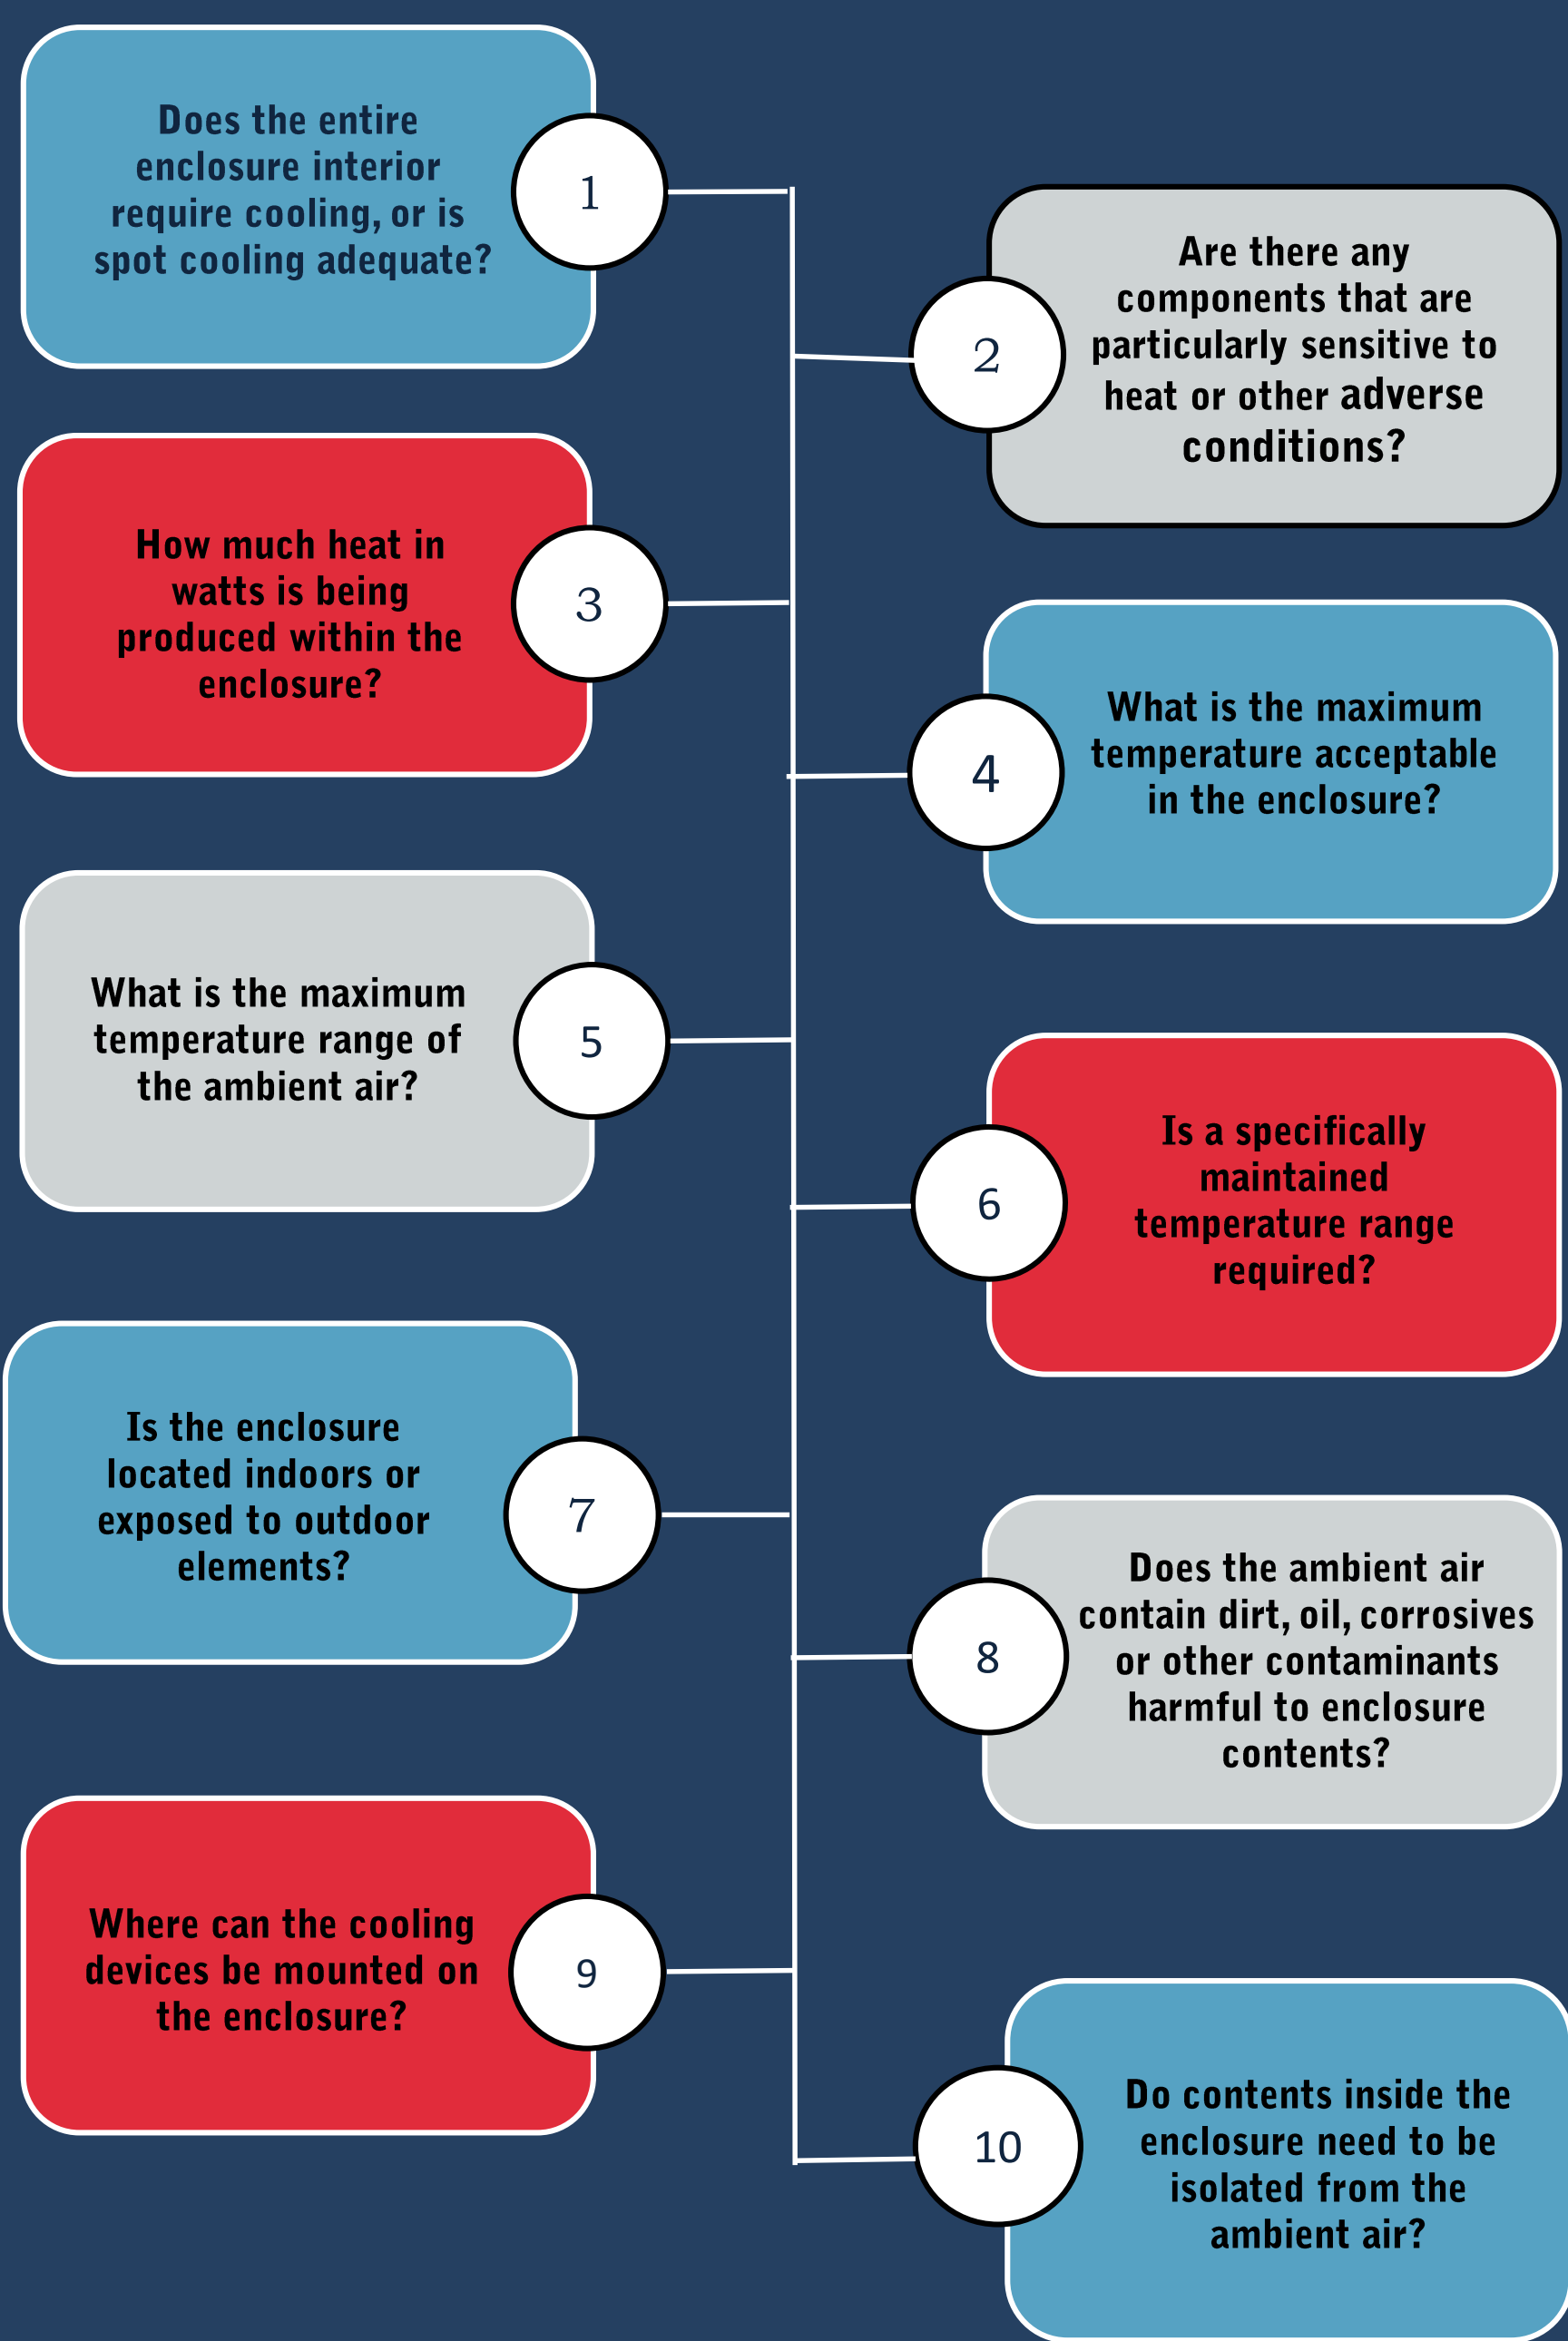 Does the entire
enclosure interior
require cooling, or is
spot cooling adequate?
1
Are there any
components that are
particularly sensitive to
heat or other adverse
conditions?
2
How much heat in
watts is being
produced within the
enclosure?
3
What is the maximum
temperature acceptable
in the enclosure?
4
What is the maximum
temperature range of
the ambient air?
5
Is a specifically
maintained
temperature range
required?
6
Is the enclosure
located indoors or
exposed to outdoor
elements?
7
Does the ambient air
contain dirt, oil, corrosives
or other contaminants
harmful to enclosure
contents?
8
Where can the cooling
devices be mounted on
the enclosure?
9
Do contents inside the
enclosure need to be
isolated from the
ambient air?
10